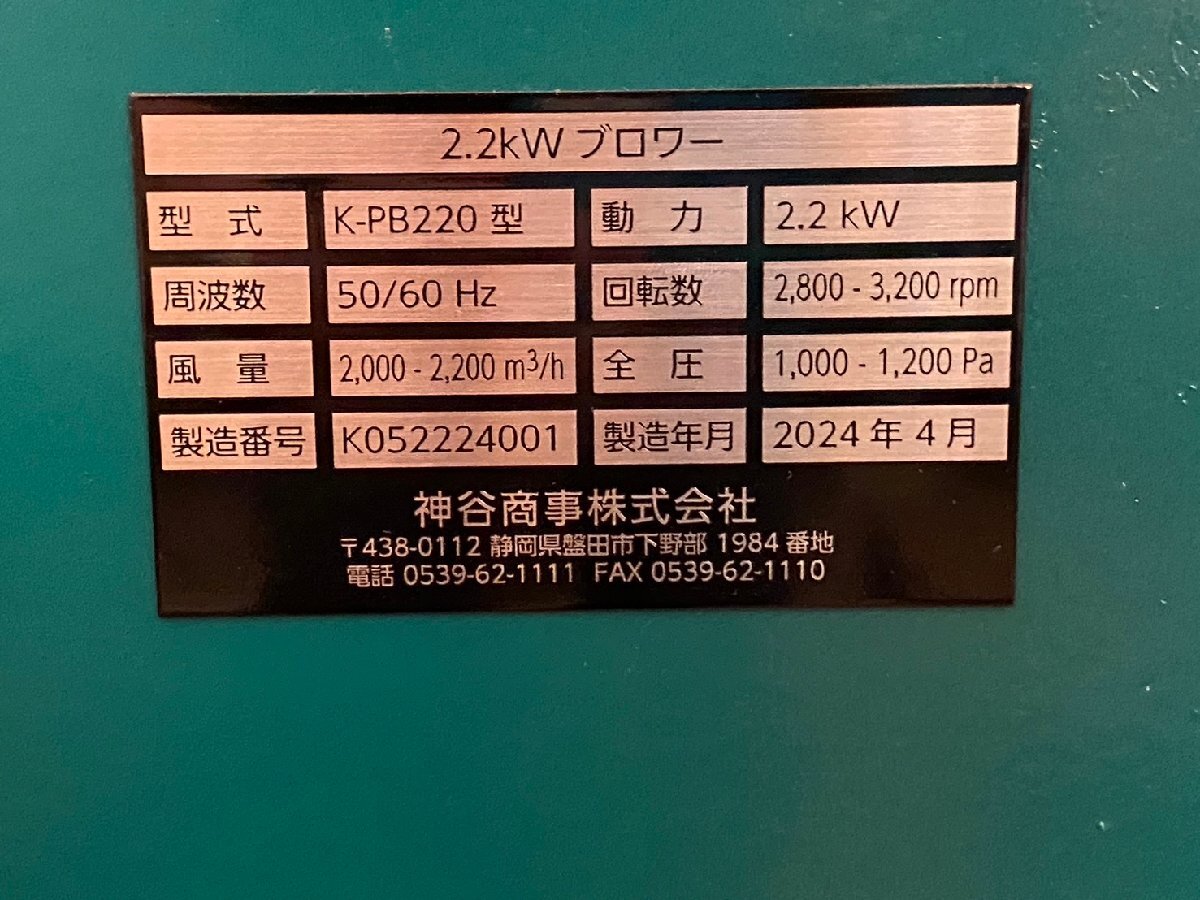 2.2kW ブロワー
型 式 K-PB220 型 動 力 2.2 kW
周波数 50/60 Hz 回転数 2,800 - 3,200 rpm
風 量 2,000 - 2,200 m³/h 全 圧 1,000 - 1,200 Pa
製造番号 K052224001 製造年月 2024 年 4 月
神谷商事株式会社
〒438-0112 静岡県盤田市下野部 1984 番地
電話 0539-62-1111 FAX 0539-62-1110